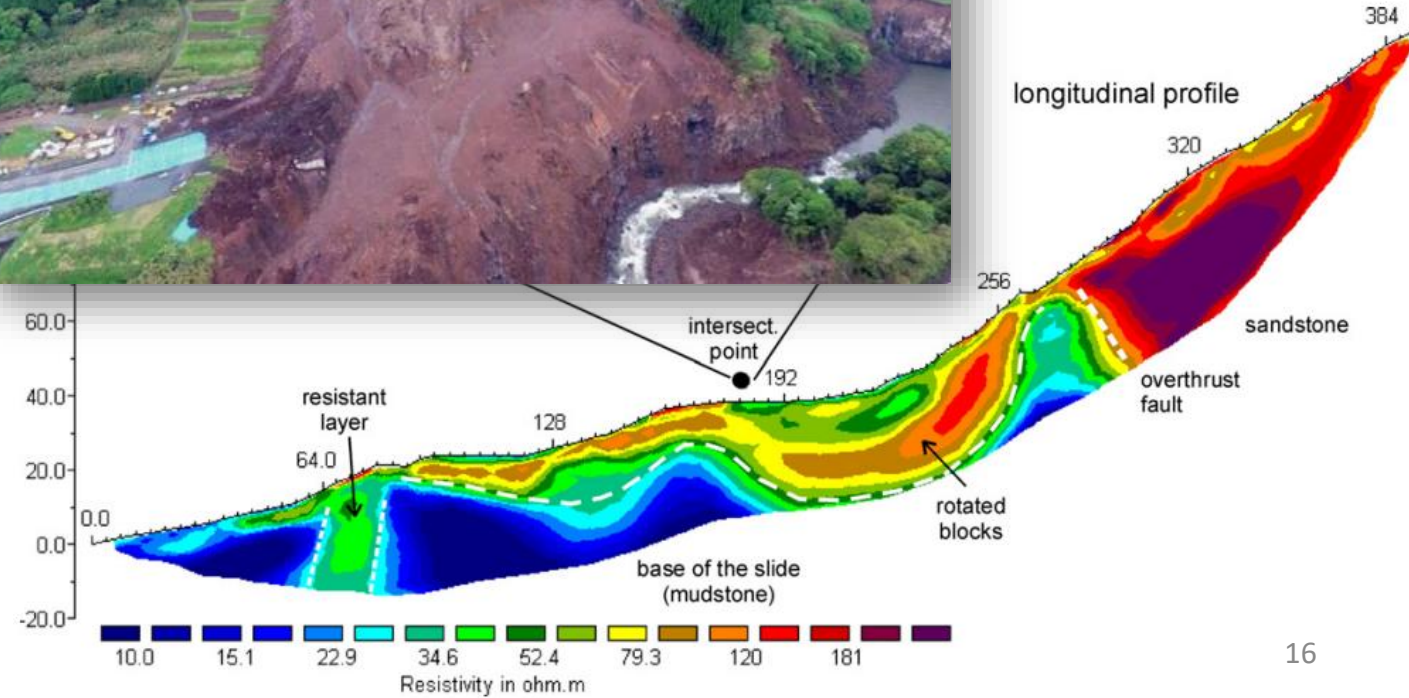 384
longitudinal profile
320
256
sandstone
overthrust
fault
60.0
intersect.
point
192
40.0
resistant
layer
128
64.0
20.0
rotated
blocks
0.0
0.0
base of the slide
(mudstone)
-20.0
10.0 15.1 22.9 34.6 52.4 79.3 120 181
Resistivity in ohm.m
16